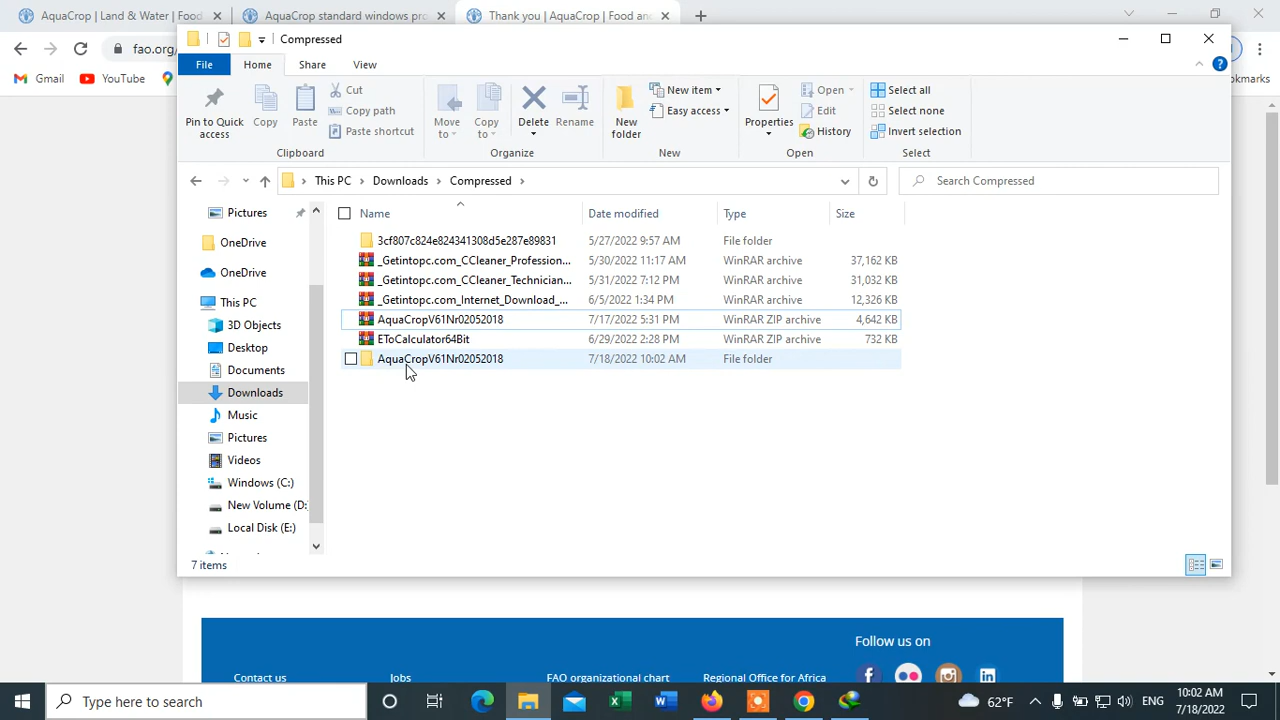 AquaCrop | Land & Water | Food
AquaCrop standard windows pro
Thank you | AquaCrop | Food and
fao.org/
Compressed
Gmail
YouTube
okmarks
File
Home
Share
View
Pin to Quick access
Copy
Paste
Cut
Copy path
Paste shortcut
Move to
Copy to
Delete
Rename
New folder
New item
Easy access
Properties
Open
Edit
History
Select all
Select none
Invert selection
Clipboard
Organize
New
Open
Select
This PC
Downloads
Compressed
Search Compressed
Name
Date modified
Type
Size
Pictures
OneDrive
OneDrive
This PC
3D Objects
Desktop
Documents
Downloads
Music
Pictures
Videos
Windows (C:)
New Volume (D:
Local Disk (E:)
3cf807c824e824341308d5e287e89831 5/27/2022 9:57 AM File folder
_Getintopc.com_CCleaner_Profession... 5/30/2022 11:17 AM WinRAR archive 37,162 KB
_Getintopc.com_CCleaner_Technician... 5/31/2022 7:12 PM WinRAR archive 31,032 KB
_Getintopc.com_Internet_Download_... 6/5/2022 1:34 PM WinRAR archive 12,326 KB
AquaCropV61Nr02052018 7/17/2022 5:31 PM WinRAR ZIP archive 4,642 KB
EToCalculator64Bit 6/29/2022 2:28 PM WinRAR ZIP archive 732 KB
AquaCropV61Nr02052018 7/18/2022 10:02 AM File folder
7 items
Follow us on
Contact us
Jobs
FAO organizational chart
Regional Office for Africa
Type here to search
62°F
ENG
10:02 AM
7/18/2022